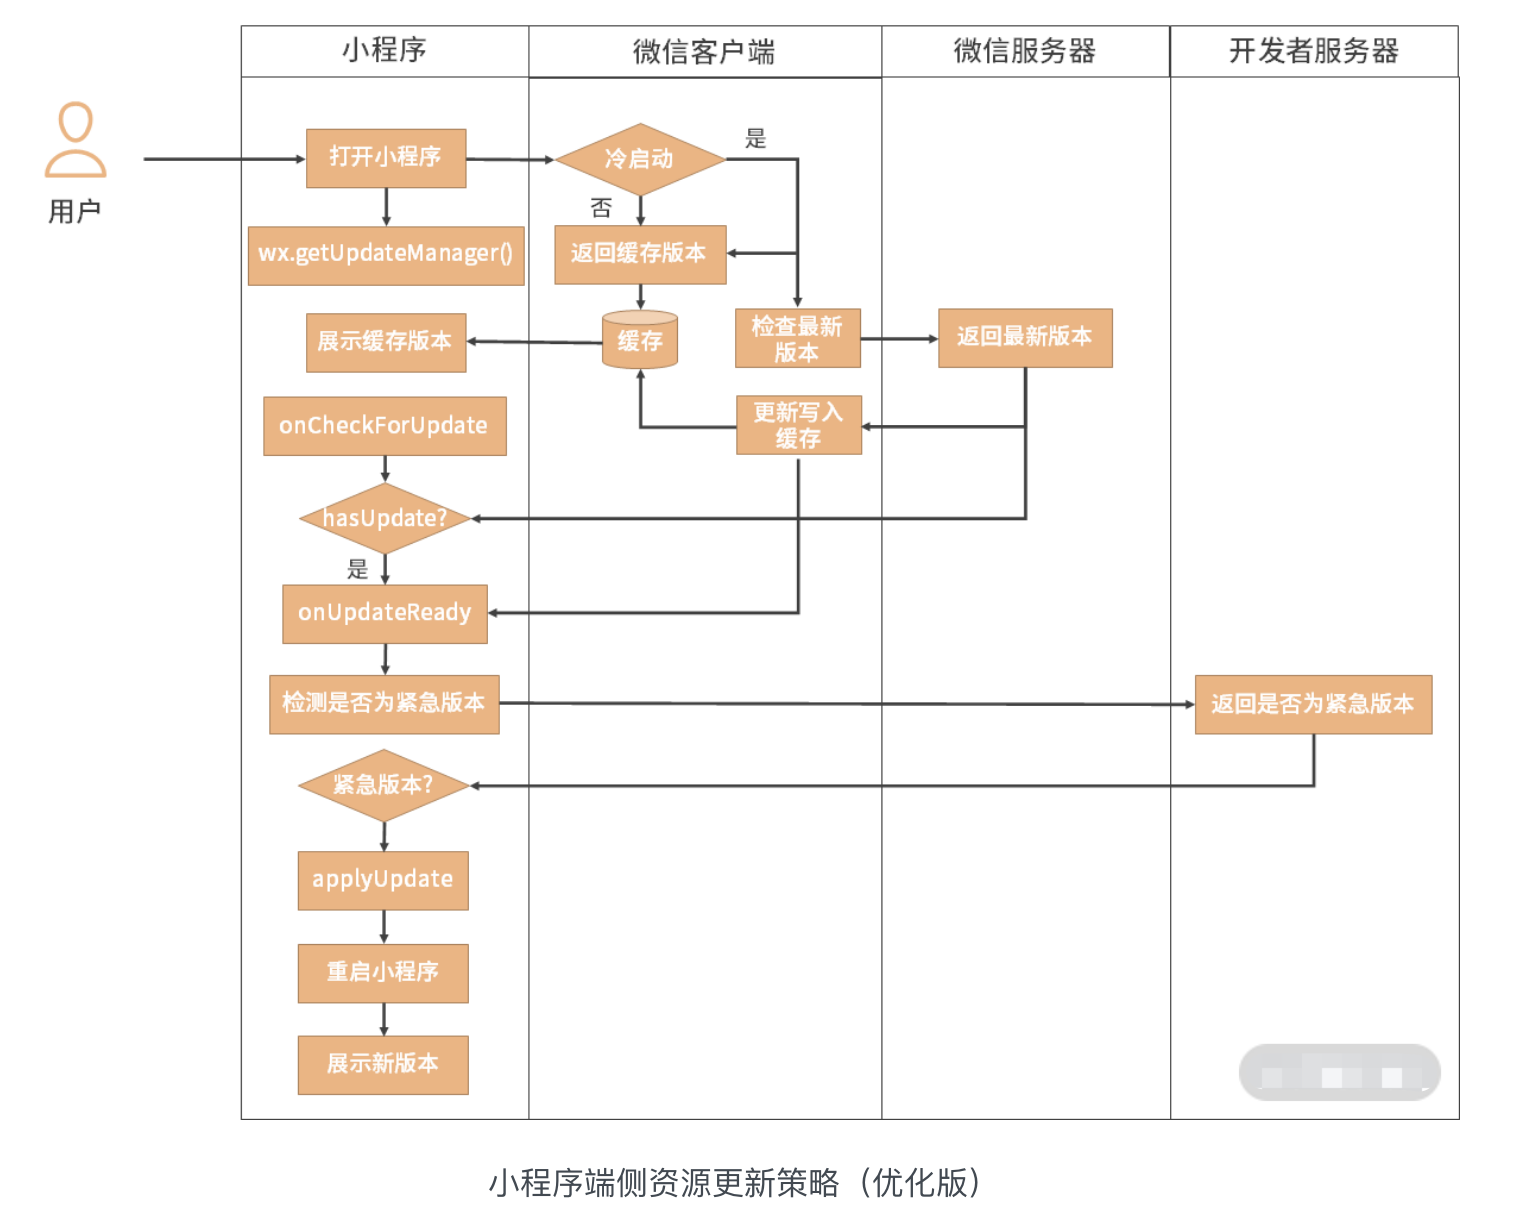 小程序
微信客户端
微信服务器
开发者服务器
用户
打开小程序
冷启动
是
否
wx.getUpdateManager()
返回缓存版本
展示缓存版本
缓存
检查最新
版本
返回最新版本
onCheckForUpdate
更新写入
缓存
hasUpdate?
是
onUpdateReady
检测是否为紧急版本
返回是否为紧急版本
紧急版本?
applyUpdate
重启小程序
展示新版本
小程序端侧资源更新策略（优化版）